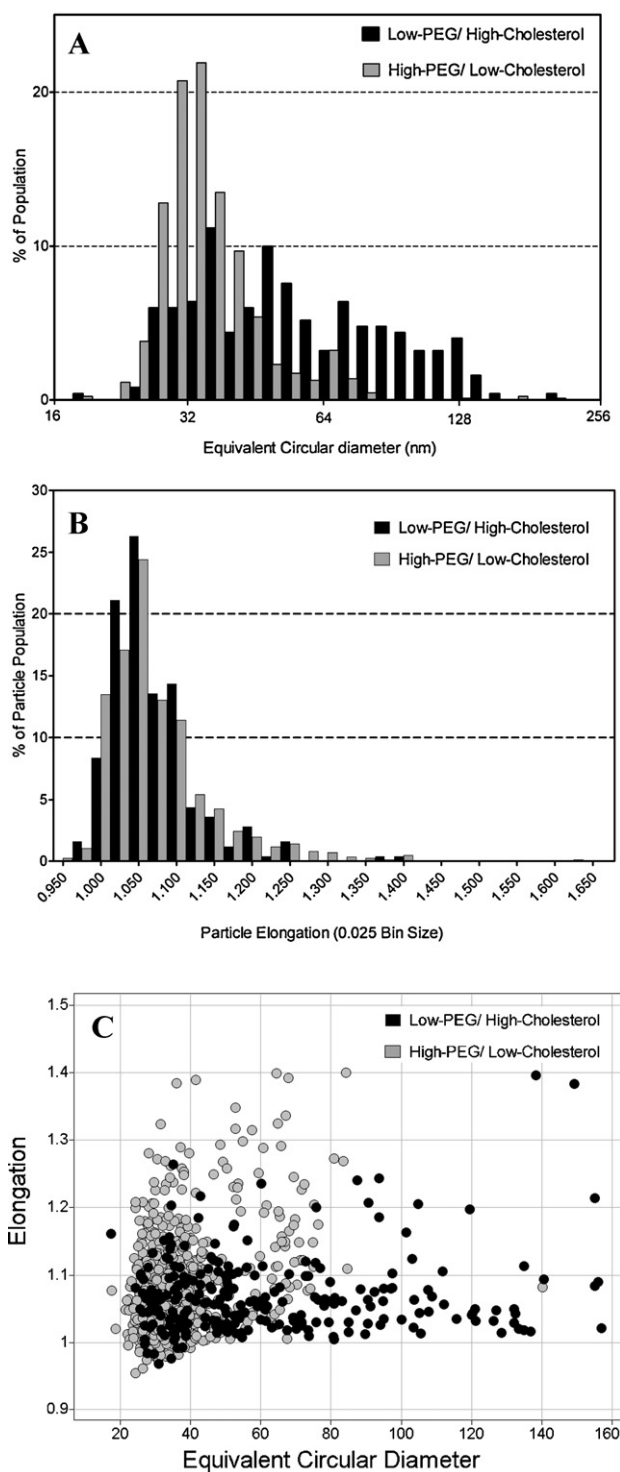 A
Low-PEG/ High-Cholesterol
High-PEG/ Low-Cholesterol
% of Population
20
10
0
16 32 64 128 256
Equivalent Circular diameter (nm)
B
Low-PEG/ High-Cholesterol
High-PEG/ Low-Cholesterol
% of Particle Population
30
25
20
15
10
5
0
0.950 1.000 1.050 1.100 1.150 1.200 1.250 1.300 1.350 1.400 1.450 1.500 1.550 1.600 1.650
Particle Elongation (0.025 Bin Size)
C
Low-PEG/ High-Cholesterol
High-PEG/ Low-Cholesterol
Elongation
1.5
1.4
1.3
1.2
1.1
1
0.9
20 40 60 80 100 120 140 160
Equivalent Circular Diameter